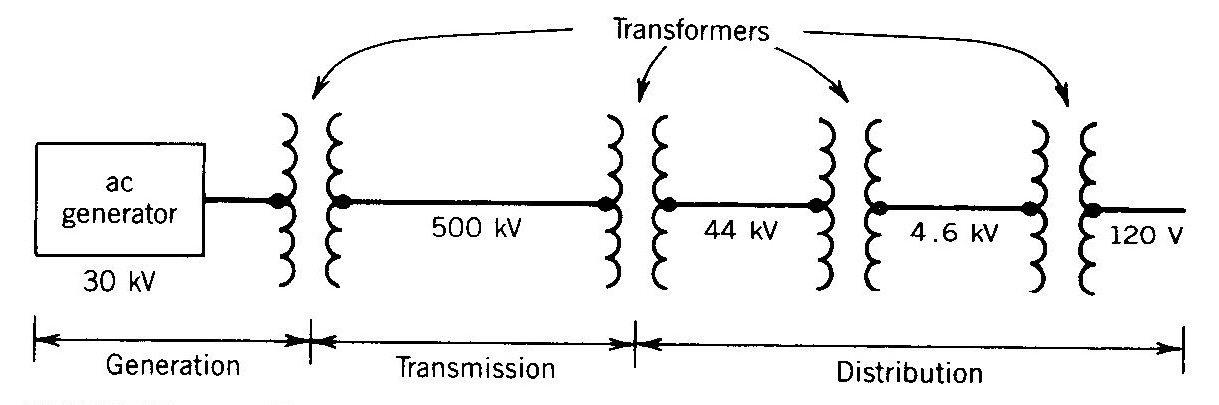 Transformers
ac
generator
30 kV
500 kV
44 kV
4.6 kV
120 V
Generation
Transmission
Distribution